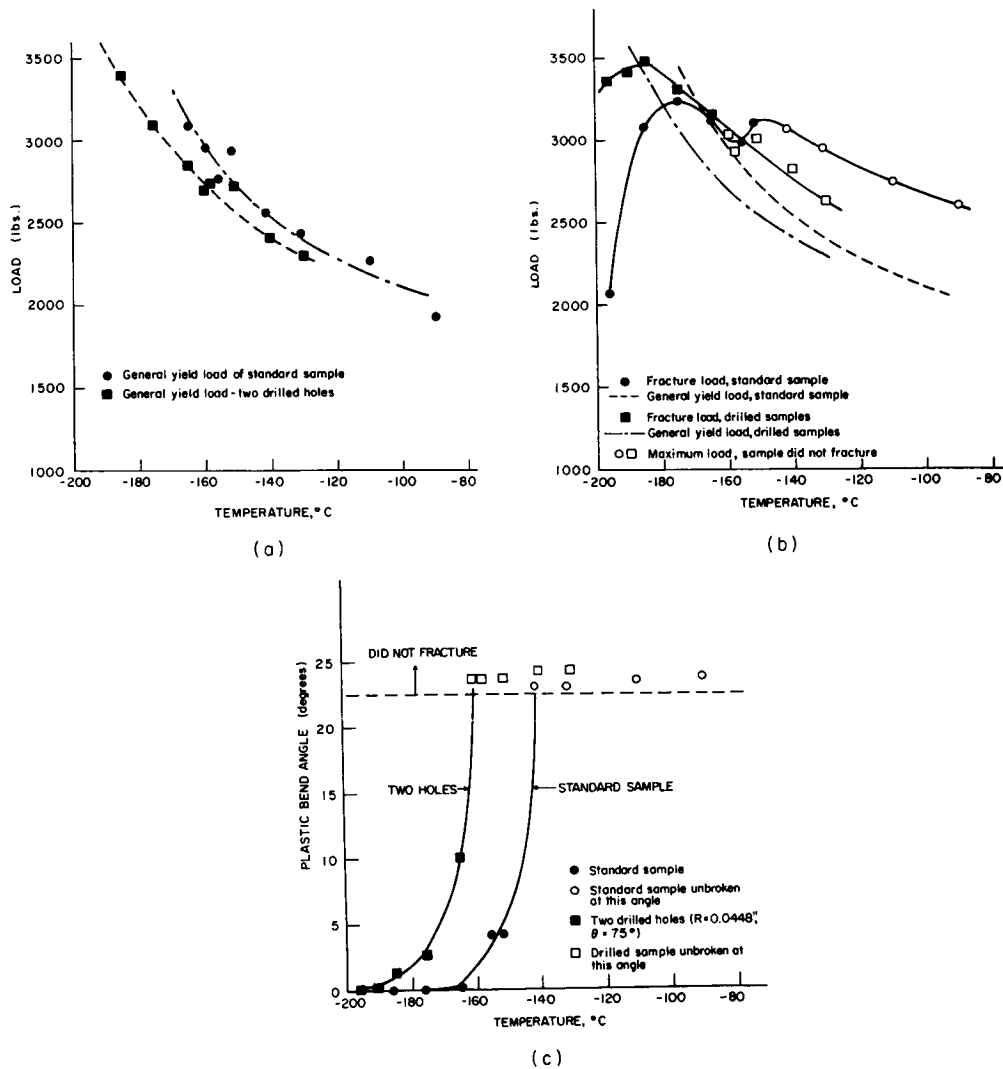 3500
3000
2500
2000
1500
1000
LOAD (lbs.)
● General yield load of standard sample
■ General yield load - two drilled holes
-200 -180 -160 -140 -120 -100 -80
TEMPERATURE, °C
(a)
3500
3000
2500
2000
1500
1000
LOAD (lbs.)
● Fracture load, standard sample
--- General yield load, standard sample
■ Fracture load, drilled samples
—·— General yield load, drilled samples
○□ Maximum load, sample did not fracture
-200 -180 -160 -140 -120 -100 -80
TEMPERATURE, °C
(b)
DID NOT FRACTURE
25
20
15
10
5
0
PLASTIC BEND ANGLE (degrees)
TWO HOLES
STANDARD SAMPLE
● Standard sample
○ Standard sample unbroken
at this angle
■ Two drilled holes (R=0.0448",
θ = 75°)
□ Drilled sample unbroken at
this angle
-200 -180 -160 -140 -120 -100 -80
TEMPERATURE, °C
(c)